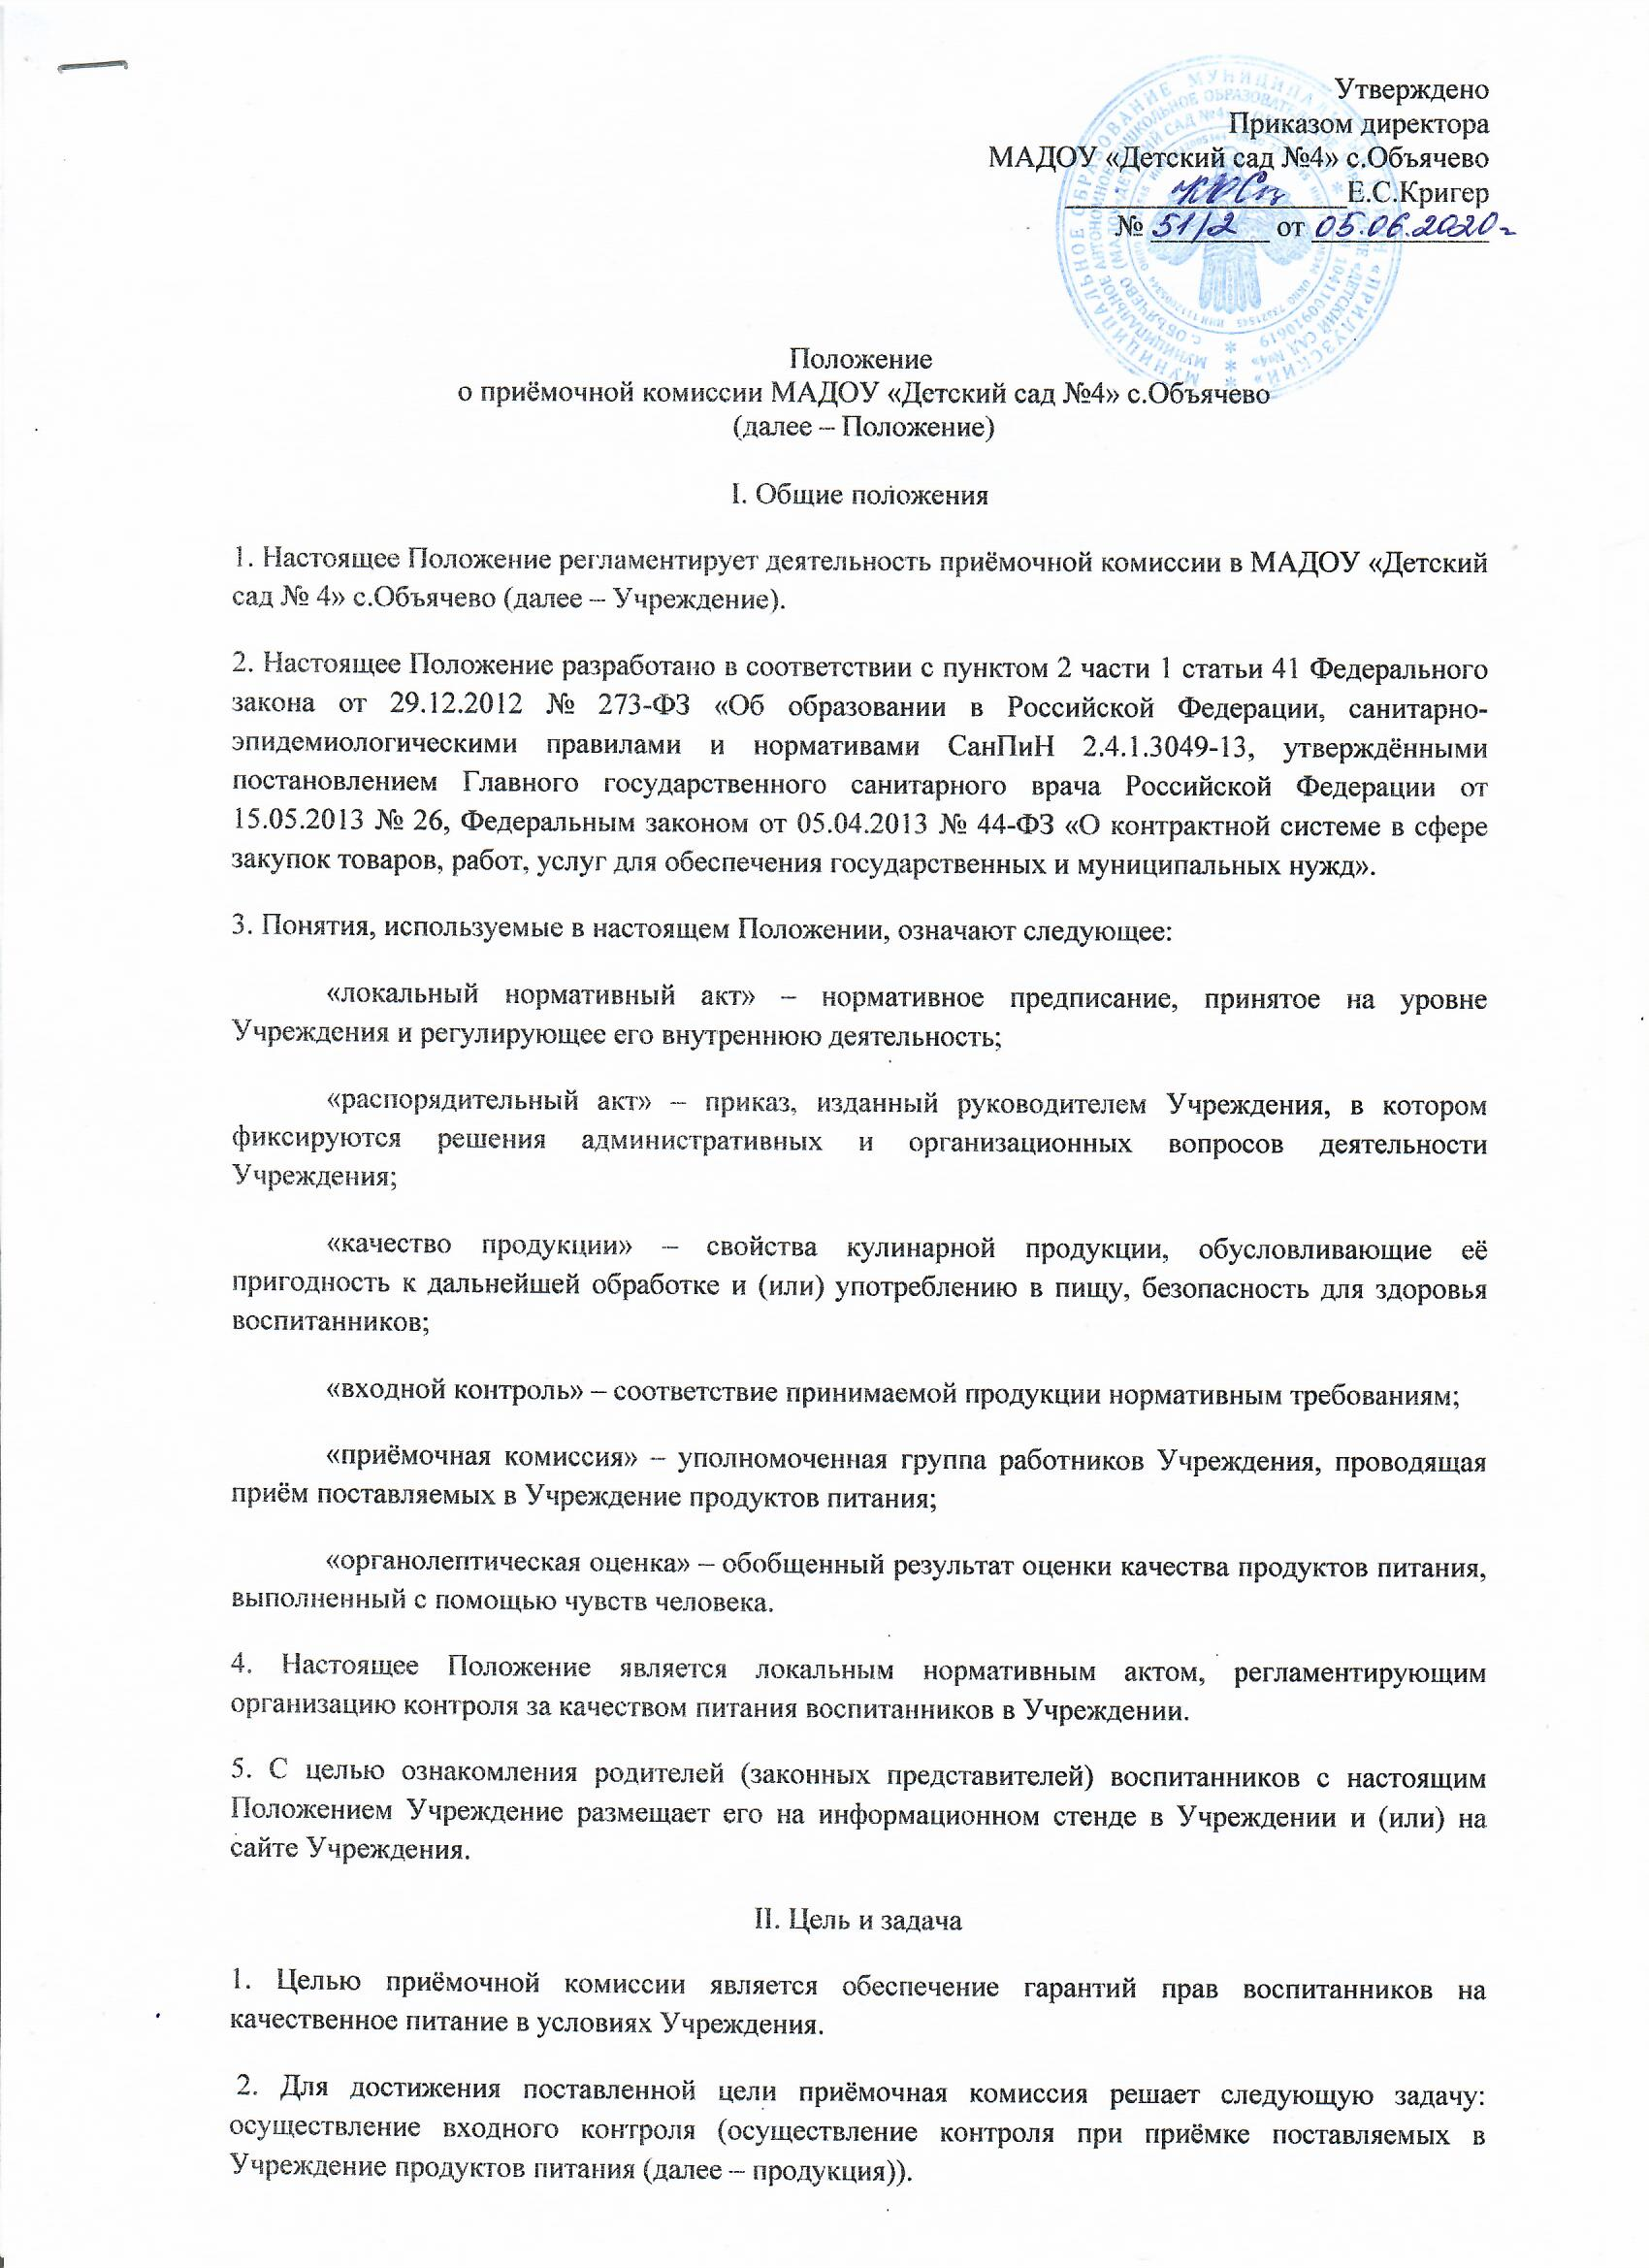 Утверждено
Приказом директора
МАДОУ «Детский сад №4» с.Объячево
____________________Е.С.Кригер
№ 51/2 от 05.06.2020 г
Положение
о приёмочной комиссии МАДОУ «Детский сад №4» с.Объячево
(далее – Положение)
I. Общие положения
1. Настоящее Положение регламентирует деятельность приёмочной комиссии в МАДОУ «Детский
сад № 4» с.Объячево (далее – Учреждение).
2. Настоящее Положение разработано в соответствии с пунктом 2 части 1 статьи 41 Федерального
закона от 29.12.2012 № 273-ФЗ «Об образовании в Российской Федерации, санитарно-
эпидемиологическими правилами и нормативами СанПиН 2.4.1.3049-13, утверждёнными
постановлением Главного государственного санитарного врача Российской Федерации от
15.05.2013 № 26, Федеральным законом от 05.04.2013 № 44-ФЗ «О контрактной системе в сфере
закупок товаров, работ, услуг для обеспечения государственных и муниципальных нужд».
3. Понятия, используемые в настоящем Положении, означают следующее:
«локальный нормативный акт» – нормативное предписание, принятое на уровне
Учреждения и регулирующее его внутреннюю деятельность;
«распорядительный акт» – приказ, изданный руководителем Учреждения, в котором
фиксируются решения административных и организационных вопросов деятельности
Учреждения;
«качество продукции» – свойства кулинарной продукции, обусловливающие её
пригодность к дальнейшей обработке и (или) употреблению в пищу, безопасность для здоровья
воспитанников;
«входной контроль» – соответствие принимаемой продукции нормативным требованиям;
«приёмочная комиссия» – уполномоченная группа работников Учреждения, проводящая
приём поставляемых в Учреждение продуктов питания;
«органолептическая оценка» – обобщенный результат оценки качества продуктов питания,
выполненный с помощью чувств человека.
4. Настоящее Положение является локальным нормативным актом, регламентирующим
организацию контроля за качеством питания воспитанников в Учреждении.
5. С целью ознакомления родителей (законных представителей) воспитанников с настоящим
Положением Учреждение размещает его на информационном стенде в Учреждении и (или) на
сайте Учреждения.
II. Цель и задача
1. Целью приёмочной комиссии является обеспечение гарантий прав воспитанников на
качественное питание в условиях Учреждения.
2. Для достижения поставленной цели приёмочная комиссия решает следующую задачу:
осуществление входного контроля (осуществление контроля при приёмке поставляемых в
Учреждение продуктов питания (далее – продукция)).